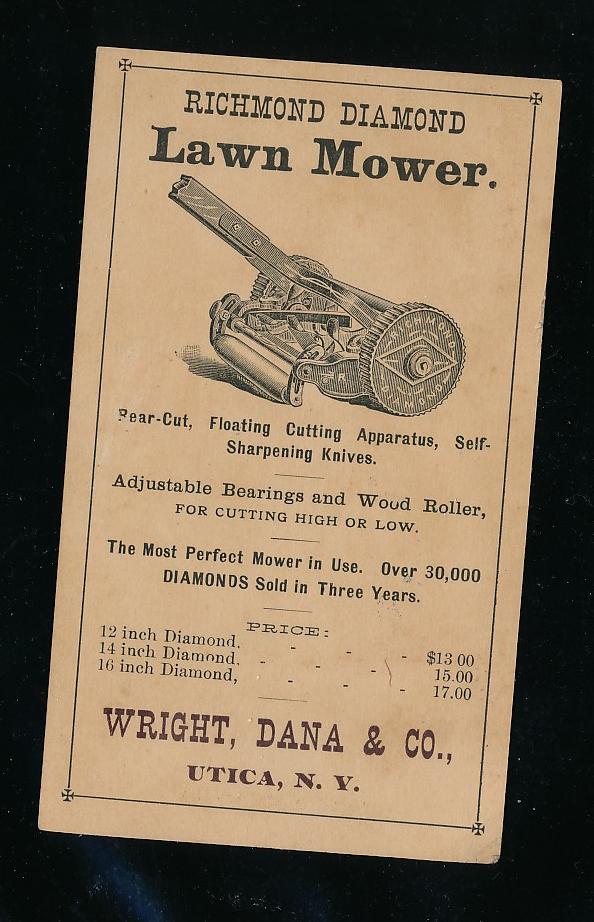 RICHMOND DIAMOND
Lawn Mower.
RICHMOND
DIAMOND
Rear-Cut, Floating Cutting Apparatus, Self-
Sharpening Knives.
Adjustable Bearings and Wood Roller,
FOR CUTTING HIGH OR LOW.
The Most Perfect Mower in Use. Over 30,000
DIAMONDS Sold in Three Years.
PRICE:
12 inch Diamond, - - - $13 00
14 inch Diamond, - - - 15.00
16 inch Diamond, - - - 17.00
WRIGHT, DANA & CO.,
UTICA, N. Y.